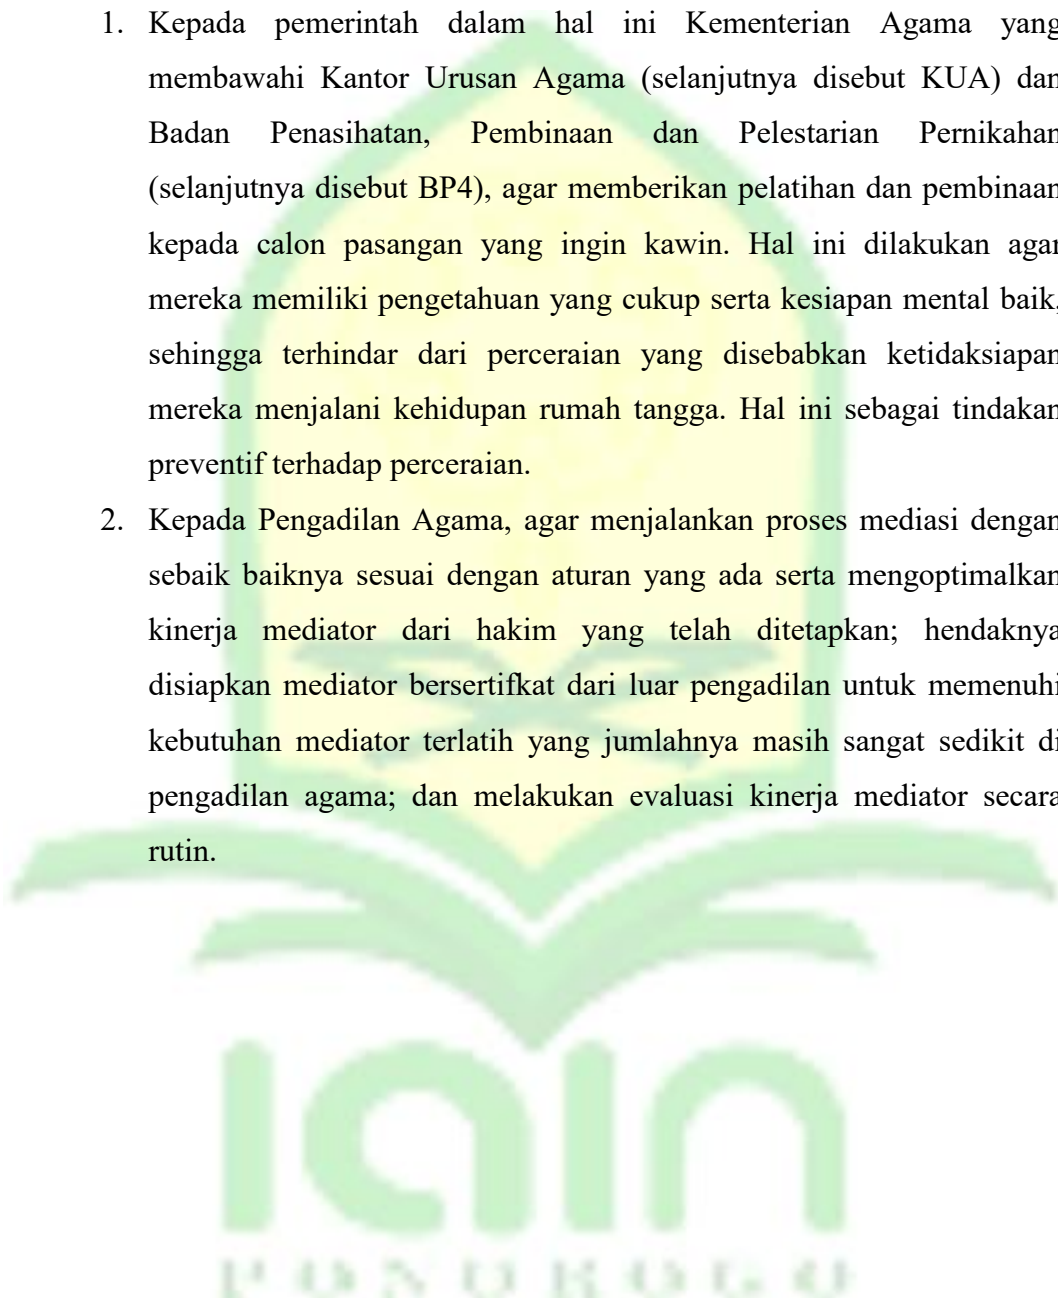 1. Kepada pemerintah dalam hal ini Kementerian Agama yang
membawahi Kantor Urusan Agama (selanjutnya disebut KUA) dan
Badan Penasihatan, Pembinaan dan Pelestarian Pernikahan
(selanjutnya disebut BP4), agar memberikan pelatihan dan pembinaan
kepada calon pasangan yang ingin kawin. Hal ini dilakukan agar
mereka memiliki pengetahuan yang cukup serta kesiapan mental baik,
sehingga terhindar dari perceraian yang disebabkan ketidaksiapan
mereka menjalani kehidupan rumah tangga. Hal ini sebagai tindakan
preventif terhadap perceraian.
2. Kepada Pengadilan Agama, agar menjalankan proses mediasi dengan
sebaik baiknya sesuai dengan aturan yang ada serta mengoptimalkan
kinerja mediator dari hakim yang telah ditetapkan; hendaknya
disiapkan mediator bersertifkat dari luar pengadilan untuk memenuhi
kebutuhan mediator terlatih yang jumlahnya masih sangat sedikit di
pengadilan agama; dan melakukan evaluasi kinerja mediator secara
rutin.
iain
PONOROGO